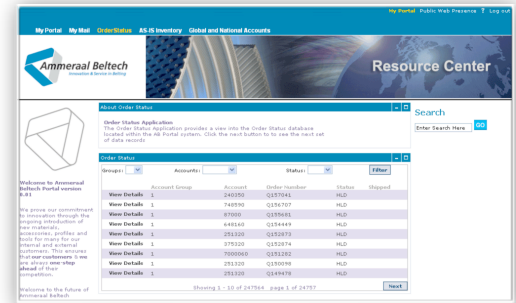 My Portal Public Web Presence ? Log out
My Portal My Mail OrderStatus AS-IS Inventory Global and National Accounts
Ammeraal Beltech
Innovation & Service in Belting
Resource Center
About Order Status
Order Status Application
The Order Status Application provides a view into the Order Status database
located within the AB Portal system. Click the next button to to see the next set
of data records
Search
Enter Search Here GO
Order Status
Groups: Accounts: Status: Filter
Account Group Account Order Number Status Shipped
View Details 1 240350 Q157041 HLD
View Details 1 748590 Q156707 HLD
View Details 1 87000 Q155681 HLD
View Details 1 648160 Q154449 HLD
View Details 1 251320 Q152873 HLD
View Details 1 375320 Q152874 HLD
View Details 1 7000060 Q151282 HLD
View Details 1 251320 Q150098 HLD
View Details 1 251320 Q149476 HLD
Showing 1 - 10 of 247564 page 1 of 24757 Next
Welcome to Ammeraal
Beltech Portal version
8.01
We prove our commitment
to innovation through the
ongoing introduction of
new materials,
accessories, profiles and
tools for many for our
internal and external
customers. This ensures
that our customers & we
are always one-step
ahead of their
competition.
Welcome to the future of
Ammeraal Beltech